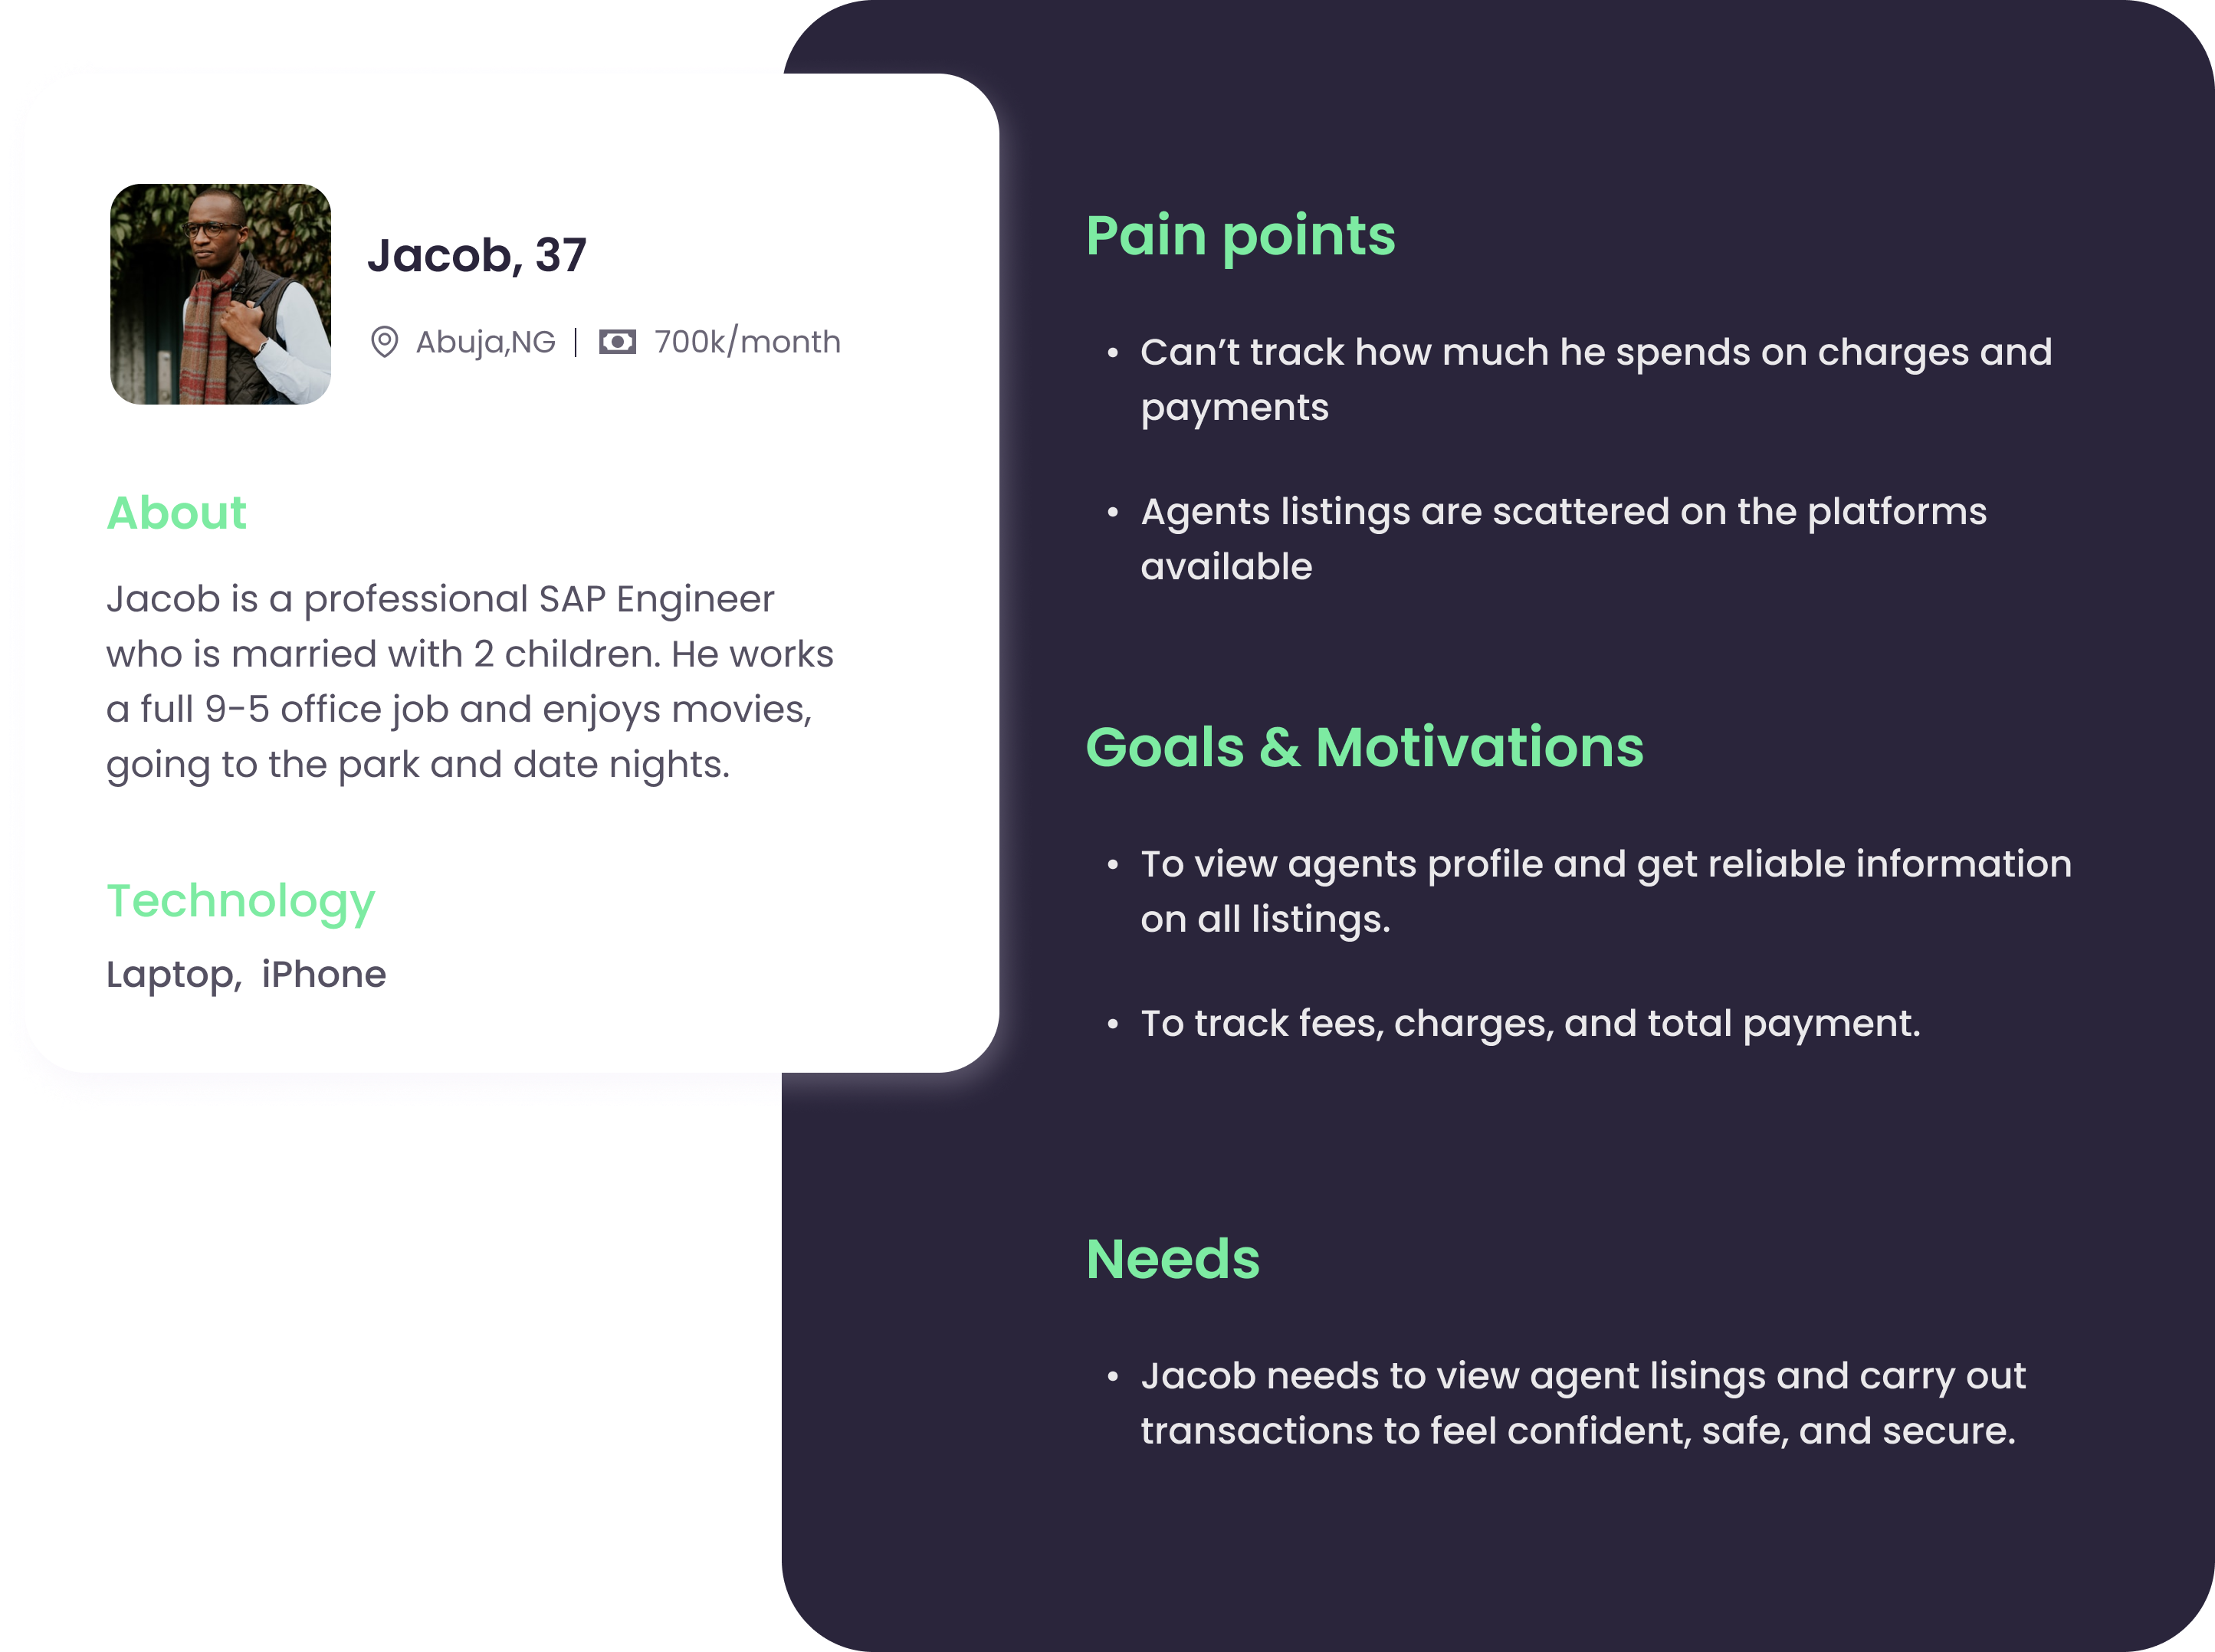 Jacob, 37
Abuja,NG | 700k/month
About
Jacob is a professional SAP Engineer
who is married with 2 children. He works
a full 9-5 office job and enjoys movies,
going to the park and date nights.
Technology
Laptop,  iPhone
Pain points
• Can’t track how much he spends on charges and
payments
• Agents listings are scattered on the platforms
available
Goals & Motivations
• To view agents profile and get reliable information
on all listings.
• To track fees, charges, and total payment.
Needs
• Jacob needs to view agent lisings and carry out
transactions to feel confident, safe, and secure.